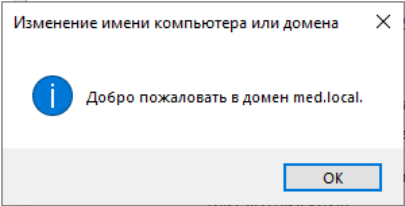 Изменение имени компьютера или домена
Добро пожаловать в домен med.local.
ОК